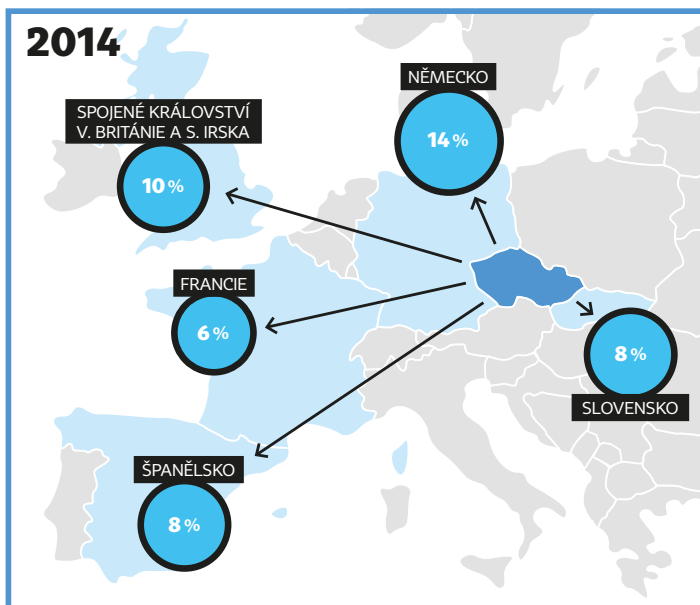 2014
NĚMECKO
14 %
SPOJENÉ KRÁLOVSTVÍ
V. BRITÁNIE A S. IRSKA
10 %
FRANCIE
6 %
8 %
SLOVENSKO
ŠPANĚLSKO
8 %